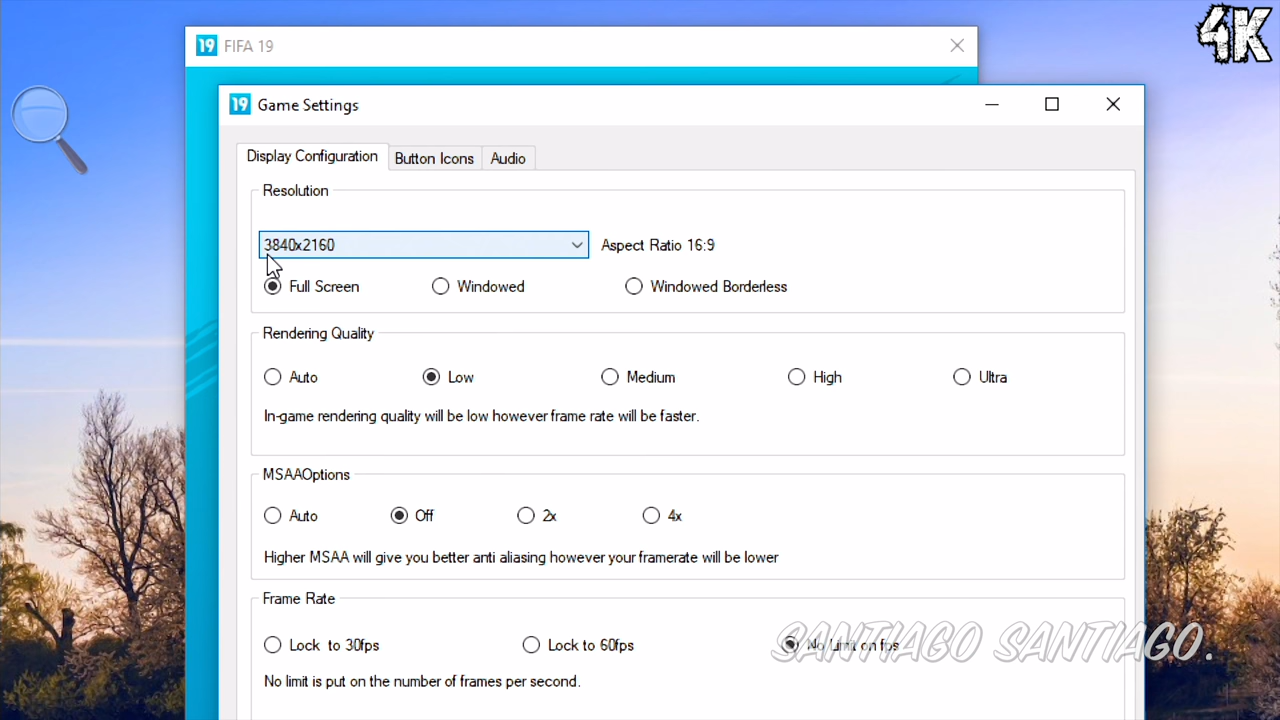 4K
19 FIFA 19
19 Game Settings
Display Configuration Button Icons Audio
Resolution
3840x2160 Aspect Ratio 16:9
Full Screen Windowed Windowed Borderless
Rendering Quality
Auto Low Medium High Ultra
In-game rendering quality will be low however frame rate will be faster.
MSAAOptions
Auto Off 2x 4x
Higher MSAA will give you better anti aliasing however your framerate will be lower
Frame Rate
Lock to 30fps Lock to 60fps No Limit on fps
SANTIAGO SANTIAGO.
No limit is put on the number of frames per second.